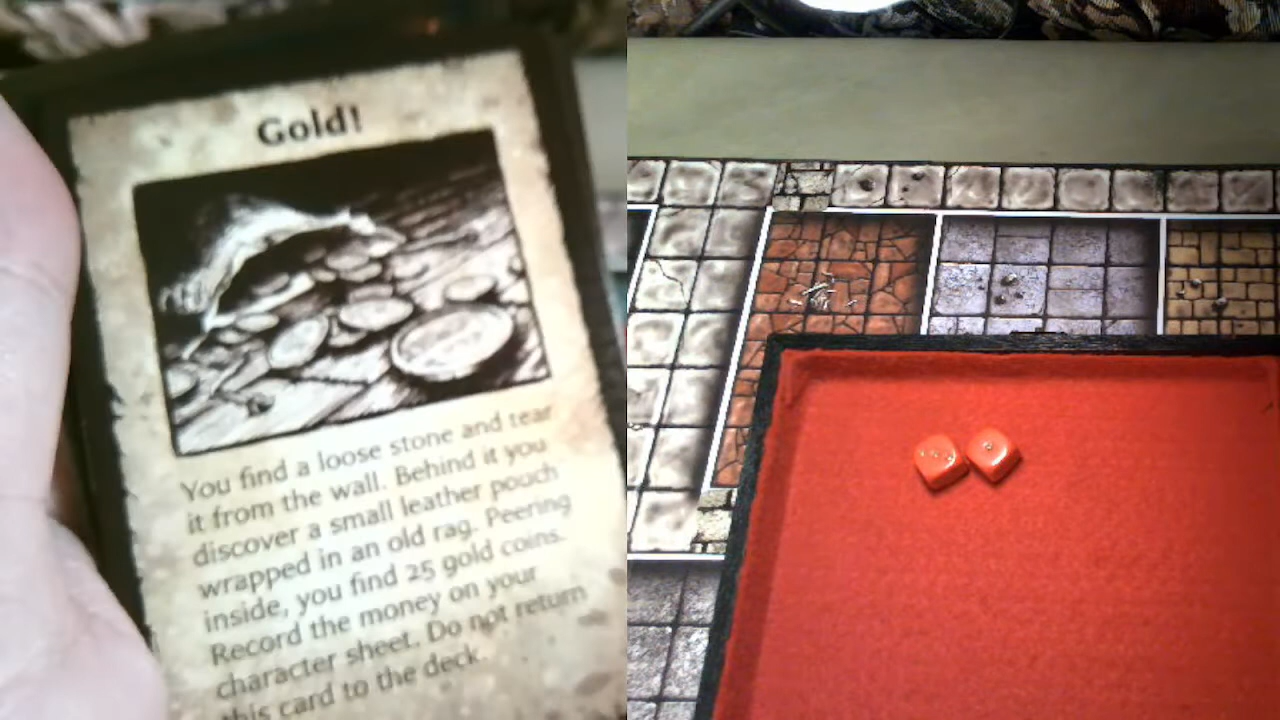 Gold!
You find a loose stone and tear
it from the wall. Behind it you
discover a small leather pouch
wrapped in an old rag. Peering
inside, you find 25 gold coins.
Record the money on your
character sheet. Do not return
this card to the deck.